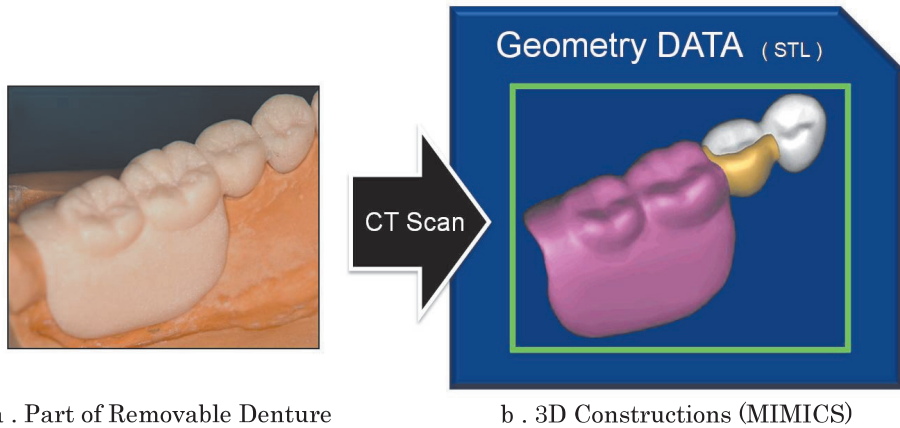 Geometry DATA ( STL )
CT Scan
. Part of Removable Denture
b . 3D Constructions (MIMICS)